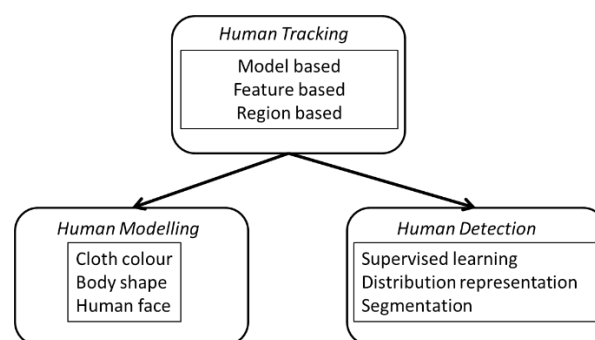 Human Tracking
Model based
Feature based
Region based
Human Modelling
Cloth colour
Body shape
Human face
Human Detection
Supervised learning
Distribution representation
Segmentation